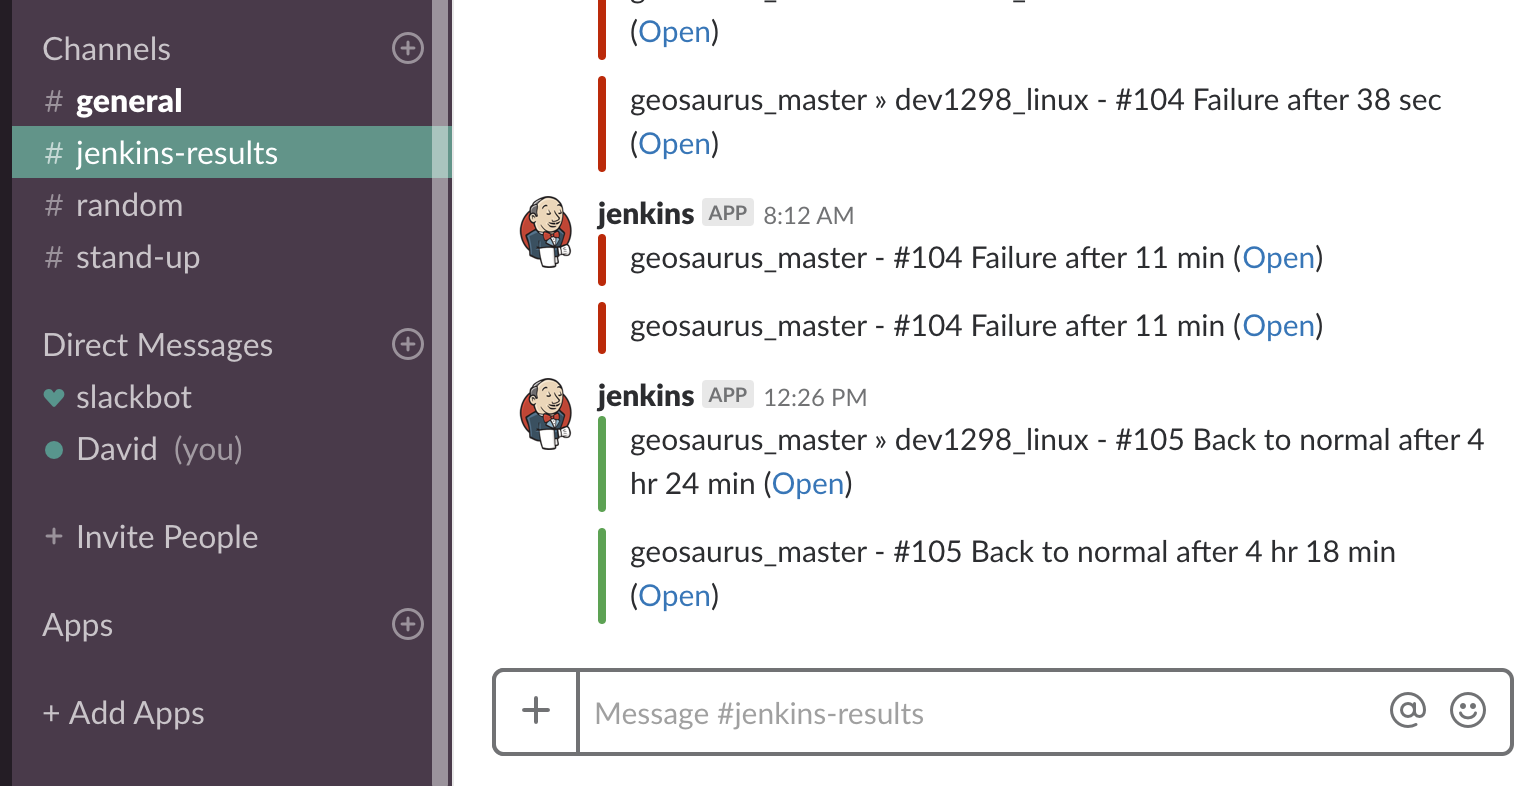 Channels
# general
# jenkins-results
# random
# stand-up
Direct Messages
slackbot
David (you)
+ Invite People
Apps
+ Add Apps
(Open)
geosaurus_master » dev1298_linux - #104 Failure after 38 sec
(Open)
jenkins APP 8:12 AM
geosaurus_master - #104 Failure after 11 min (Open)
geosaurus_master - #104 Failure after 11 min (Open)
jenkins APP 12:26 PM
geosaurus_master » dev1298_linux - #105 Back to normal after 4
hr 24 min (Open)
geosaurus_master - #105 Back to normal after 4 hr 18 min
(Open)
+ Message #jenkins-results @